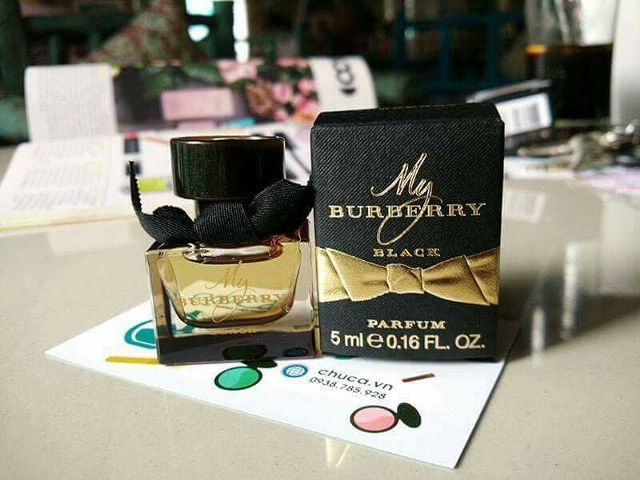 My
BURBERRY
My
BURBERRY
BLACK
PARFUM
5 ml e 0.16 FL. OZ.
chuca.vn
0938.785.928